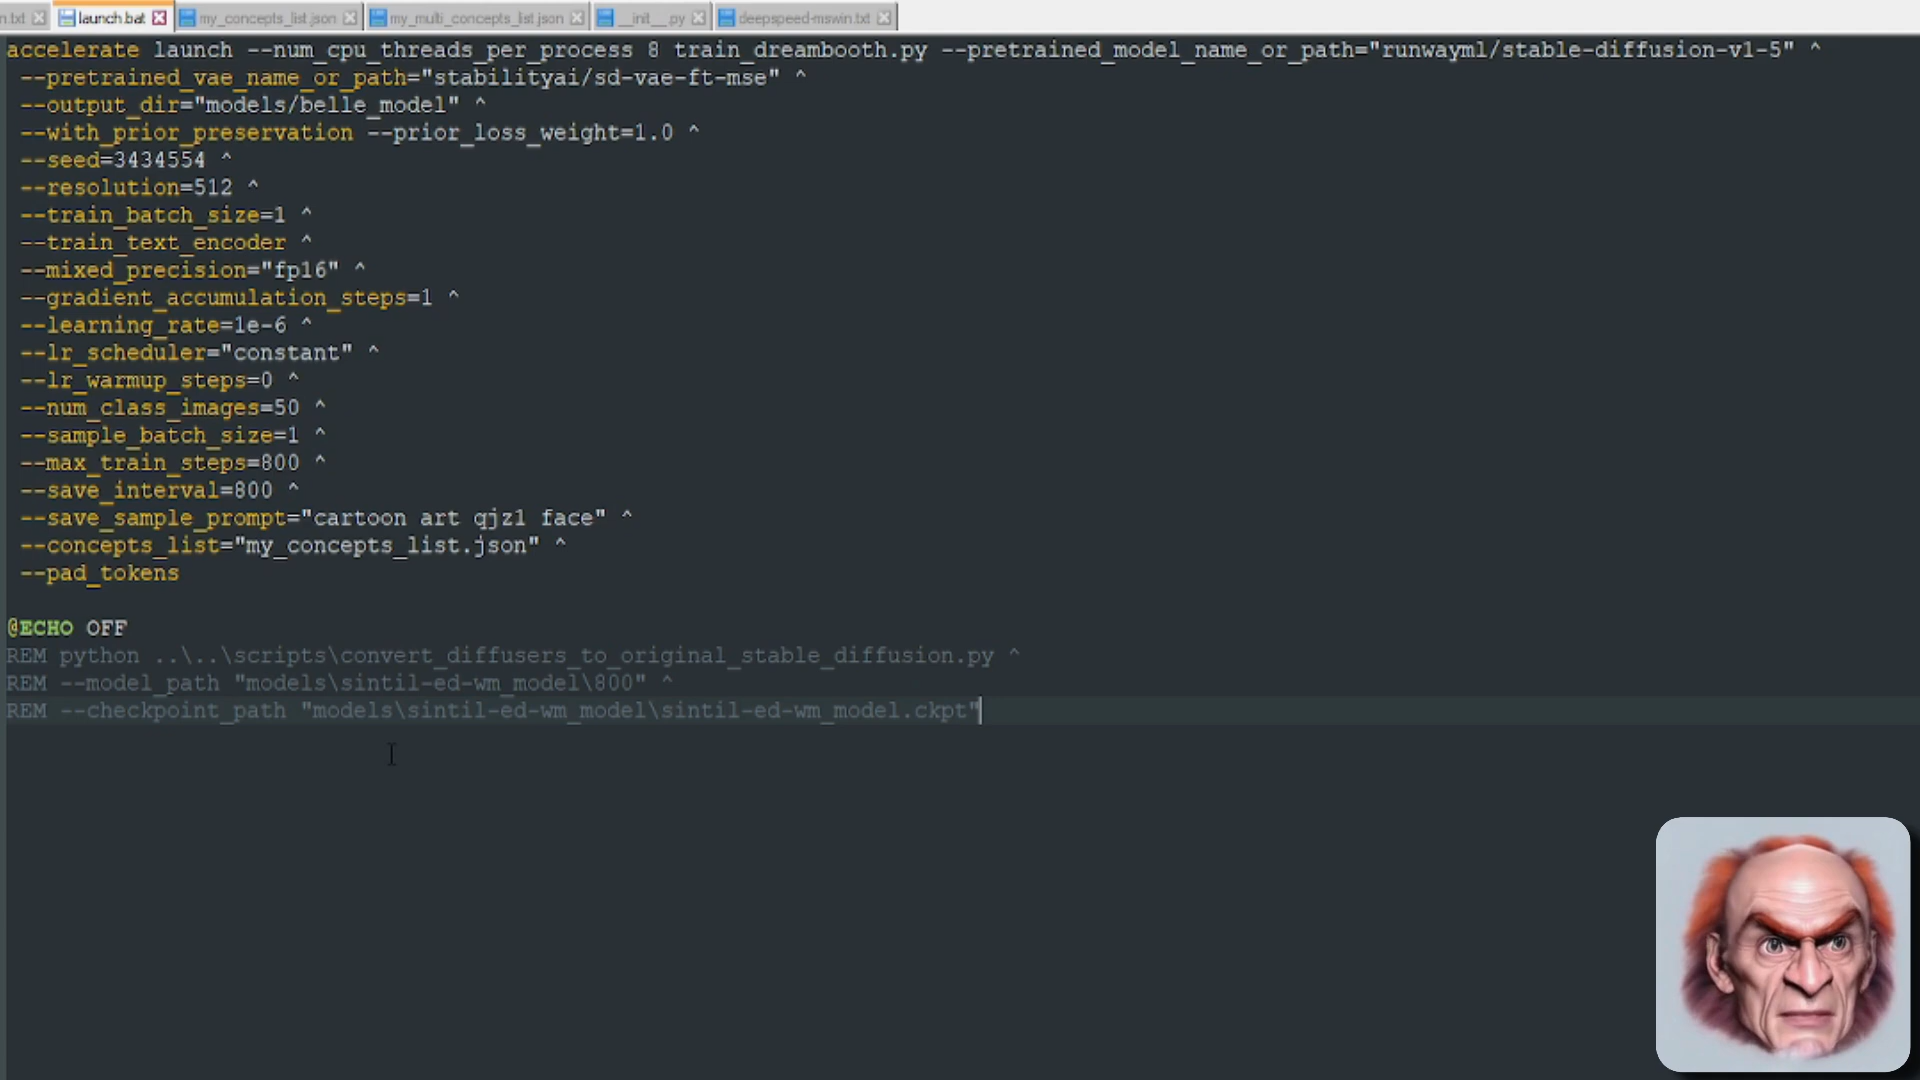 n.txt launch.bat my_concepts_list.json my_multi_concepts_list.json __init__.py deepspeed-mswin.txt
accelerate launch --num_cpu_threads_per_process 8 train_dreambooth.py --pretrained_model_name_or_path="runwayml/stable-diffusion-v1-5" ^
--pretrained_vae_name_or_path="stabilityai/sd-vae-ft-mse" ^
--output_dir="models/belle_model" ^
--with_prior_preservation --prior_loss_weight=1.0 ^
--seed=3434554 ^
--resolution=512 ^
--train_batch_size=1 ^
--train_text_encoder ^
--mixed_precision="fp16" ^
--gradient_accumulation_steps=1 ^
--learning_rate=1e-6 ^
--lr_scheduler="constant" ^
--lr_warmup_steps=0 ^
--num_class_images=50 ^
--sample_batch_size=1 ^
--max_train_steps=800 ^
--save_interval=800 ^
--save_sample_prompt="cartoon art qjz1 face" ^
--concepts_list="my_concepts_list.json" ^
--pad_tokens
@ECHO OFF
REM python ..\..\scripts\convert_diffusers_to_original_stable_diffusion.py ^
REM --model_path "models\sintil-ed-wm_model\800" ^
REM --checkpoint_path "models\sintil-ed-wm_model\sintil-ed-wm_model.ckpt"